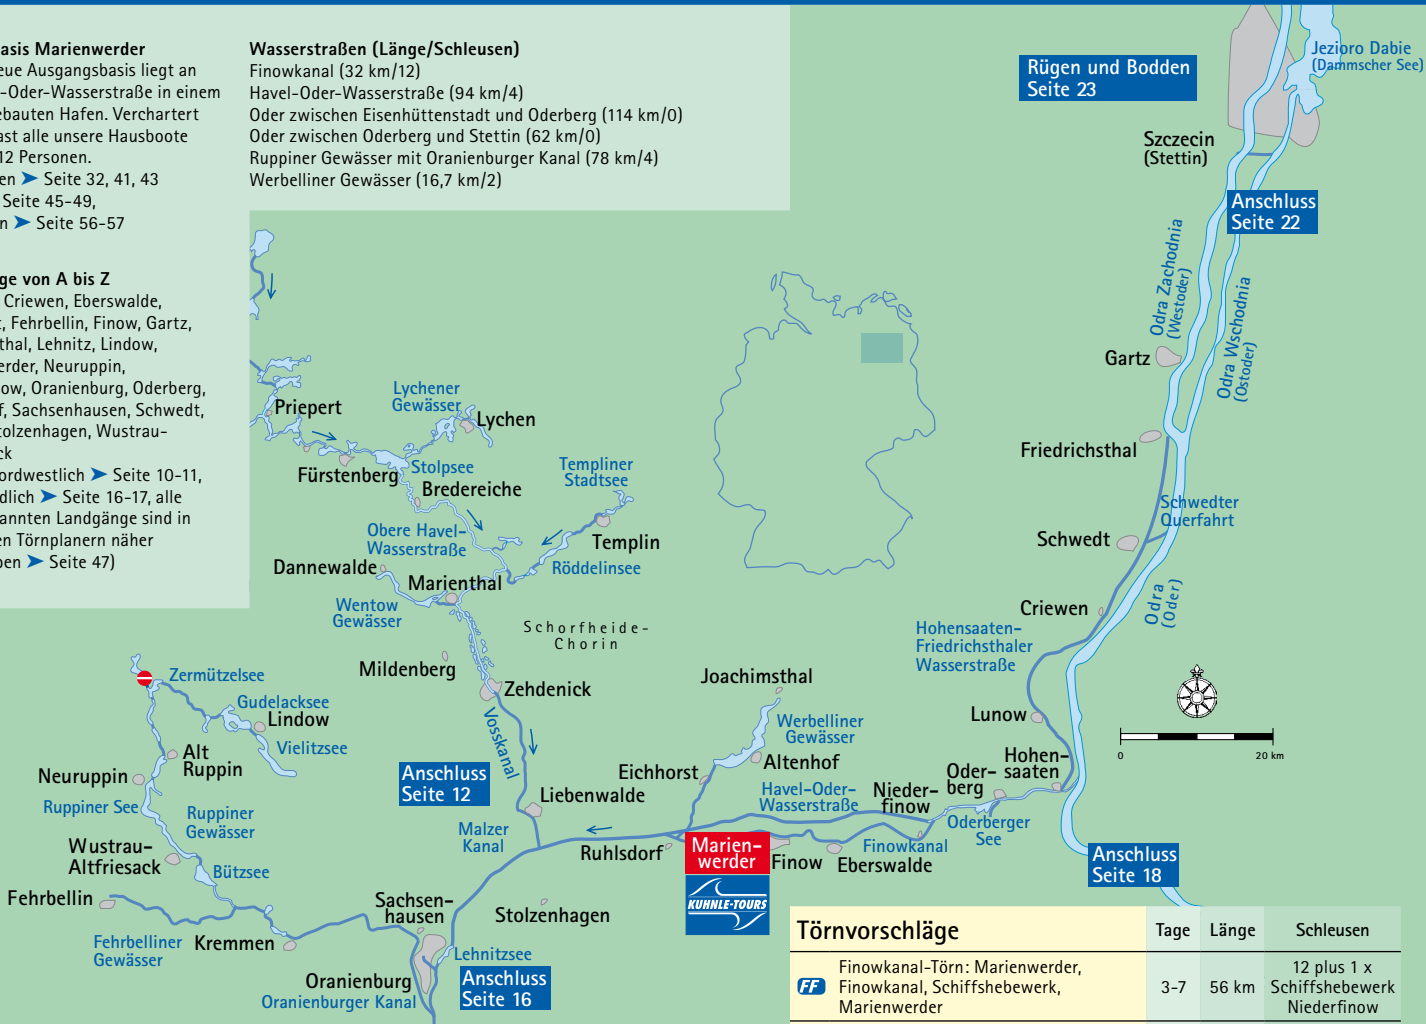 asis Marienwerder
eue Ausgangsbasis liegt an
-Oder-Wasserstraße in einem
ebauten Hafen. Verchartert
ast alle unsere Hausboote
12 Personen.
en ➤ Seite 32, 41, 43
Seite 45-49,
n ➤ Seite 56-57
ge von A bis Z
Criewen, Eberswalde,
t, Fehrbellin, Finow, Gartz,
thal, Lehnitz, Lindow,
erder, Neuruppin,
ow, Oranienburg, Oderberg,
f, Sachsenhausen, Schwedt,
tolzenhagen, Wustrau-
ck
ordwestlich ➤ Seite 10-11,
dlich ➤ Seite 16-17, alle
annten Landgänge sind in
en Törnplanern näher
ben ➤ Seite 47)
Wasserstraßen (Länge/Schleusen)
Finowkanal (32 km/12)
Havel-Oder-Wasserstraße (94 km/4)
Oder zwischen Eisenhüttenstadt und Oderberg (114 km/0)
Oder zwischen Oderberg und Stettin (62 km/0)
Ruppiner Gewässer mit Oranienburger Kanal (78 km/4)
Werbelliner Gewässer (16,7 km/2)
Rügen und Bodden
Seite 23
Jezioro Dabie
(Dammscher See)
Szczecin
(Stettin)
Anschluss
Seite 22
Odra Zachodnia
(Westoder)
Odra Wschodnia
(Ostoder)
Gartz
Friedrichsthal
Schwedter
Querfahrt
Schwedt
Criewen
Odra
(Oder)
Hohensaaten-
Friedrichsthaler
Wasserstraße
Lunow
Hohen-
saaten
Oder-
berg
0
20 km
Priepert
Lychener
Gewässer
Lychen
Fürstenberg
Stolpsee
Bredereiche
Templiner
Stadtsee
Obere Havel-
Wasserstraße
Templin
Röddelinsee
Dannewalde
Marienthal
Wentow
Gewässer
Schorfheide-
Chorin
Mildenberg
Zehdenick
Vosskanal
Joachimsthal
Werbelliner
Gewässer
Altenhof
Eichhorst
Havel-Oder-
Wasserstraße
Nieder-
finow
Oderberger
See
Zermützelsee
Gudelacksee
Lindow
Vielitzsee
Alt
Ruppin
Neuruppin
Ruppiner See
Ruppiner
Gewässer
Wustrau-
Altfriesack
Bützsee
Fehrbellin
Fehrbelliner
Gewässer
Kremmen
Anschluss
Seite 12
Liebenwalde
Malzer
Kanal
Ruhlsdorf
Marien-
werder
KUHNLE-TOURS
Finow
Eberswalde
Finowkanal
Anschluss
Seite 18
Sachsen-
hausen
Stolzenhagen
Lehnitzsee
Oranienburg
Oranienburger Kanal
Anschluss
Seite 16
Törnvorschläge Tage Länge Schleusen
FF Finowkanal-Törn: Marienwerder,
Finowkanal, Schiffshebewerk,
Marienwerder
3-7 56 km
12 plus 1 x
Schiffshebewerk
Niederfinow